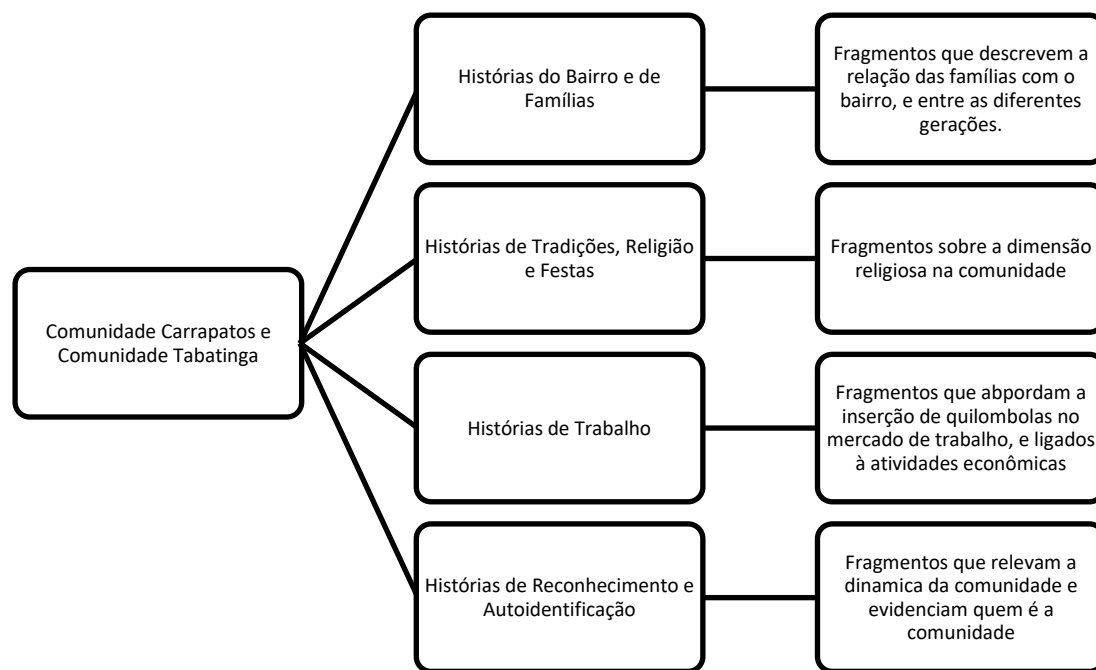 Comunidade Carrapatos e
Comunidade Tabatinga
Histórias do Bairro e de
Famílias
Fragmentos que descrevem a
relação das famílias com o
bairro, e entre as diferentes
gerações.
Histórias de Tradições, Religião
e Festas
Fragmentos sobre a dimensão
religiosa na comunidade
Histórias de Trabalho
Fragmentos que abpordam a
inserção de quilombolas no
mercado de trabalho, e ligados
à atividades econômicas
Histórias de Reconhecimento e
Autoidentificação
Fragmentos que relevam a
dinamica da comunidade e
evidenciam quem é a
comunidade